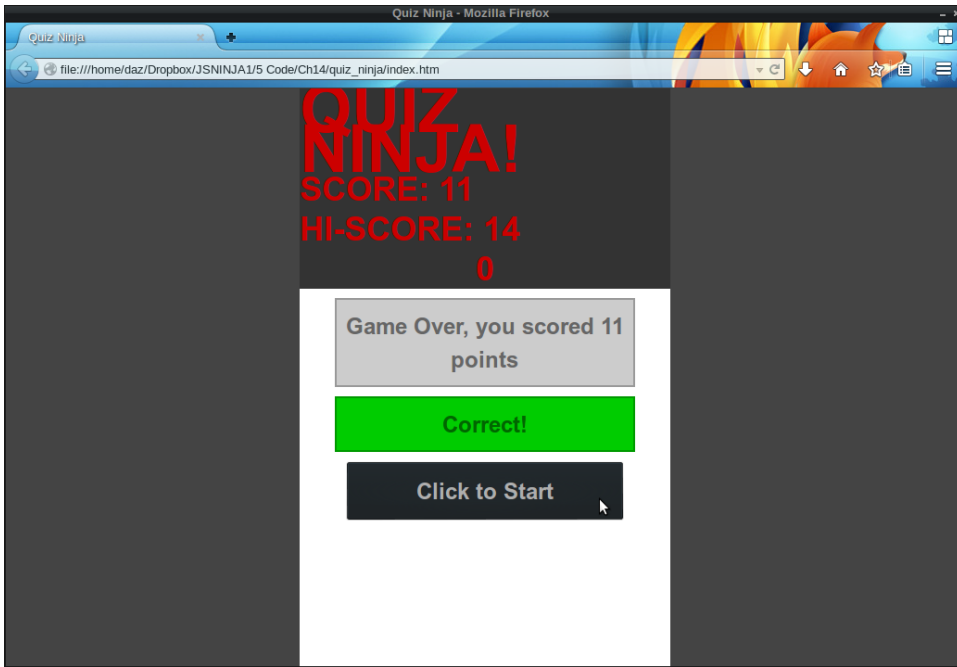 Quiz Ninja - Mozilla Firefox
Quiz Ninja
file:///home/daz/Dropbox/JSNINJA1/5 Code/Ch14/quiz_ninja/index.htm
QUIZ
NINJA!
SCORE: 11
HI-SCORE: 14
0
Game Over, you scored 11
points
Correct!
Click to Start